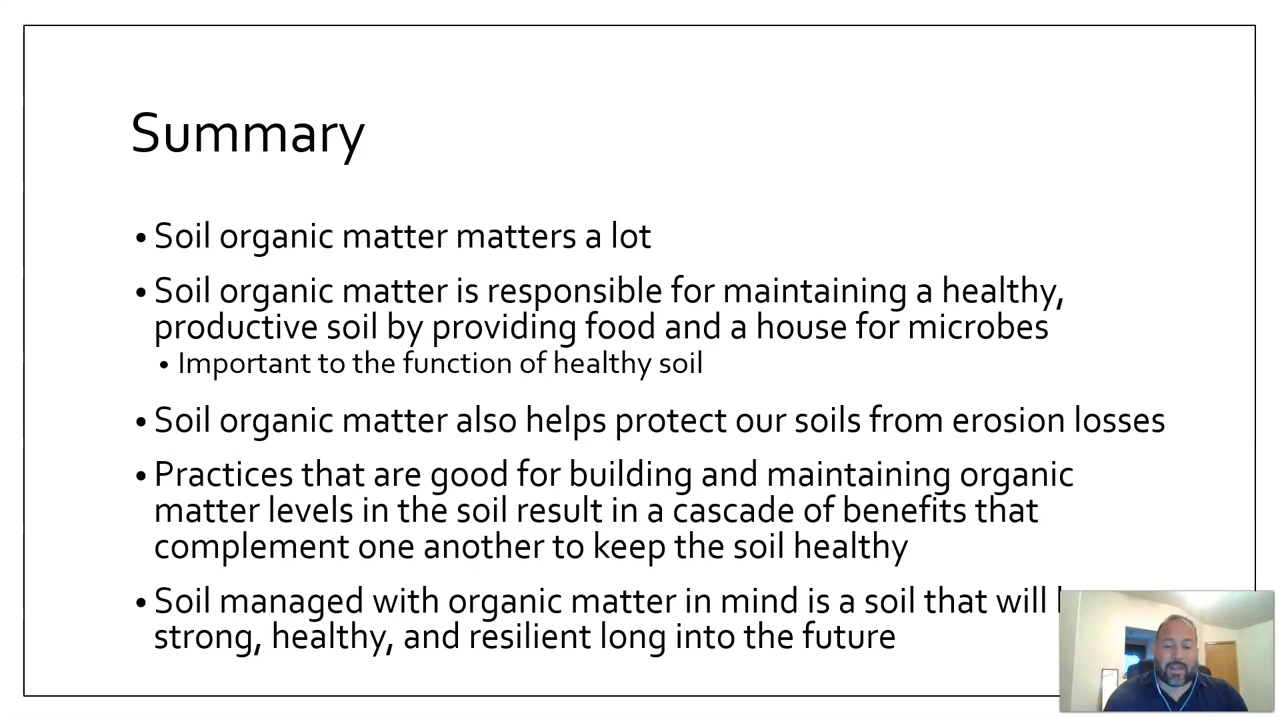 Summary
• Soil organic matter matters a lot
• Soil organic matter is responsible for maintaining a healthy,
productive soil by providing food and a house for microbes
• Important to the function of healthy soil
• Soil organic matter also helps protect our soils from erosion losses
• Practices that are good for building and maintaining organic
matter levels in the soil result in a cascade of benefits that
complement one another to keep the soil healthy
• Soil managed with organic matter in mind is a soil that will
strong, healthy, and resilient long into the future